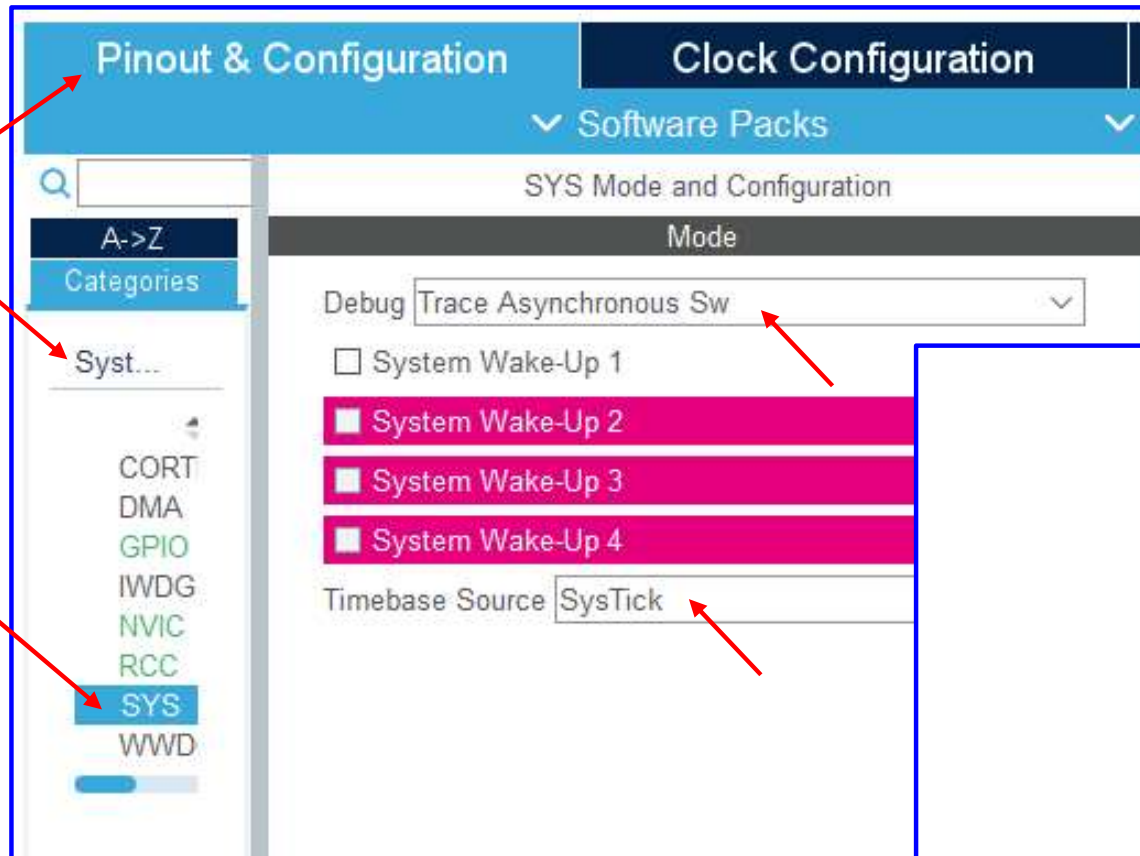 Pinout & Configuration
Clock Configuration
Software Packs
SYS Mode and Configuration
A->Z
Mode
Categories
Debug Trace Asynchronous Sw
Syst...
System Wake-Up 1
System Wake-Up 2
CORT
System Wake-Up 3
DMA
GPIO
System Wake-Up 4
IWDG
Timebase Source SysTick
NVIC
RCC
SYS
WWD